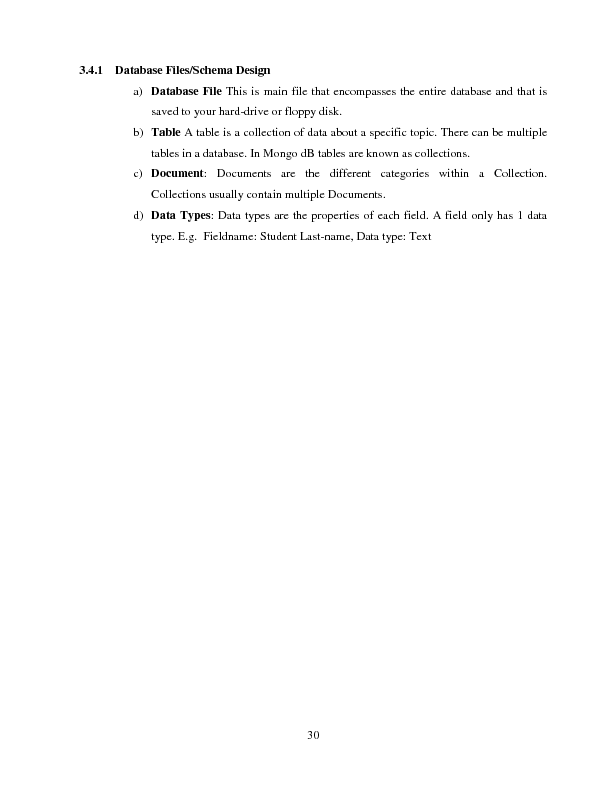 3.4.1 Database Files/Schema Design
a) Database File This is main file that encompasses the entire database and that is
saved to your hard-drive or floppy disk.
b) Table A table is a collection of data about a specific topic. There can be multiple
tables in a database. In Mongo dB tables are known as collections.
c) Document: Documents are the different categories within a Collection.
Collections usually contain multiple Documents.
d) Data Types: Data types are the properties of each field. A field only has 1 data
type. E.g. Fieldname: Student Last-name, Data type: Text
30